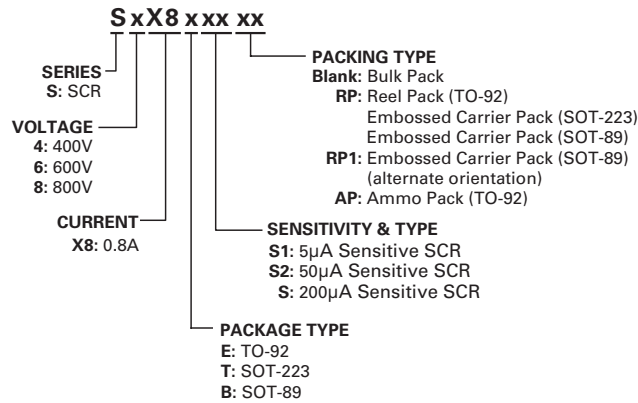 S x X8 x xx xx
PACKING TYPE
Blank: Bulk Pack
RP: Reel Pack (TO-92)
Embossed Carrier Pack (SOT-223)
Embossed Carrier Pack (SOT-89)
RP1: Embossed Carrier Pack (SOT-89)
(alternate orientation)
AP: Ammo Pack (TO-92)
SERIES
S: SCR
VOLTAGE
4: 400V
6: 600V
8: 800V
CURRENT
X8: 0.8A
SENSITIVITY & TYPE
S1: 5µA Sensitive SCR
S2: 50µA Sensitive SCR
S: 200µA Sensitive SCR
PACKAGE TYPE
E: TO-92
T: SOT-223
B: SOT-89